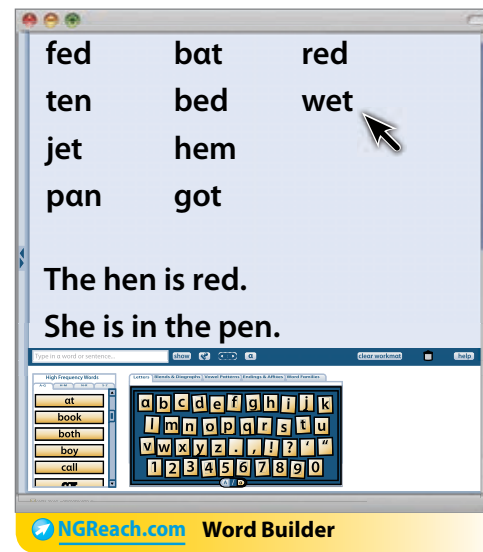 fed bat red
ten bed wet
jet hem
pan got
The hen is red.
She is in the pen.
Type in a word or sentence... show a clear workmat help
High Frequency Words
Letters Blends & Digraphs Vowel Patterns Endings & Affixes Word Families
at
book
both
boy
call
a b c d e f g h i j k
l m n o p q r s t u
v w x y z . , ! ? ' "
1 2 3 4 5 6 7 8 9 0
NGReach.com Word Builder